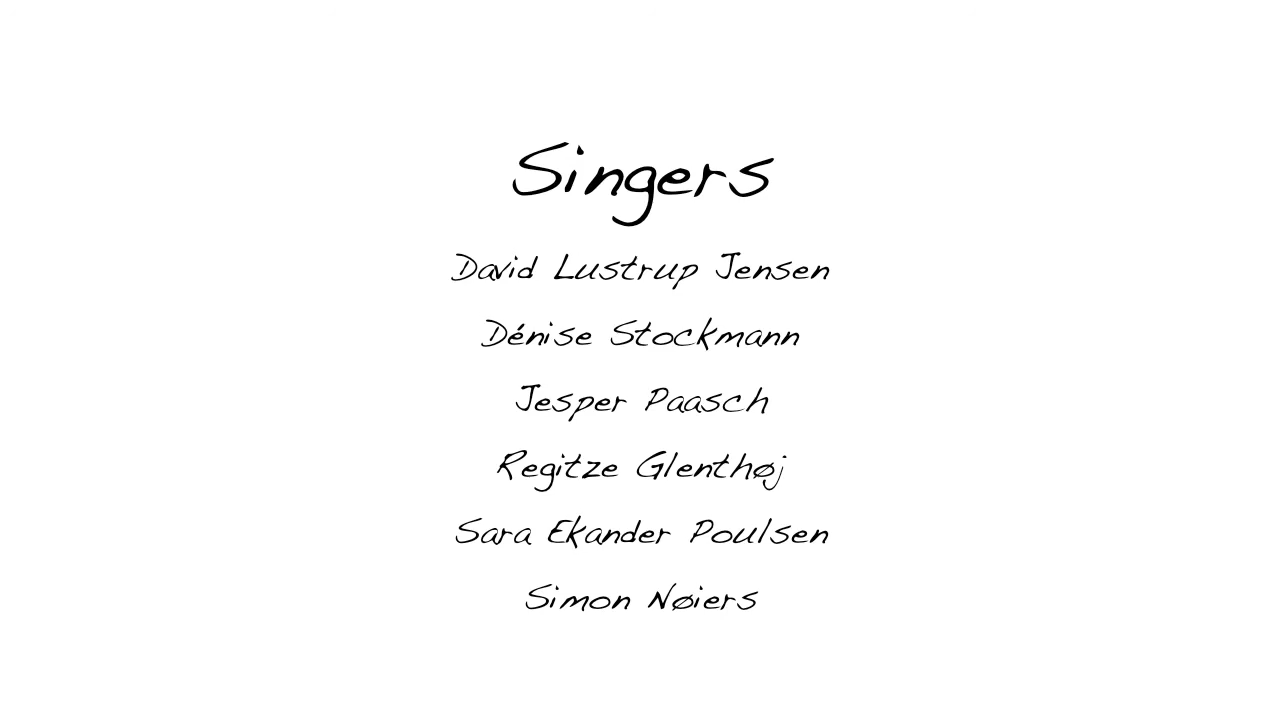 Singers
David Lustrup Jensen
Dénise Stockmann
Jesper Paasch
Regitze Glenthøj
Sara Ekander Poulsen
Simon Nøiers